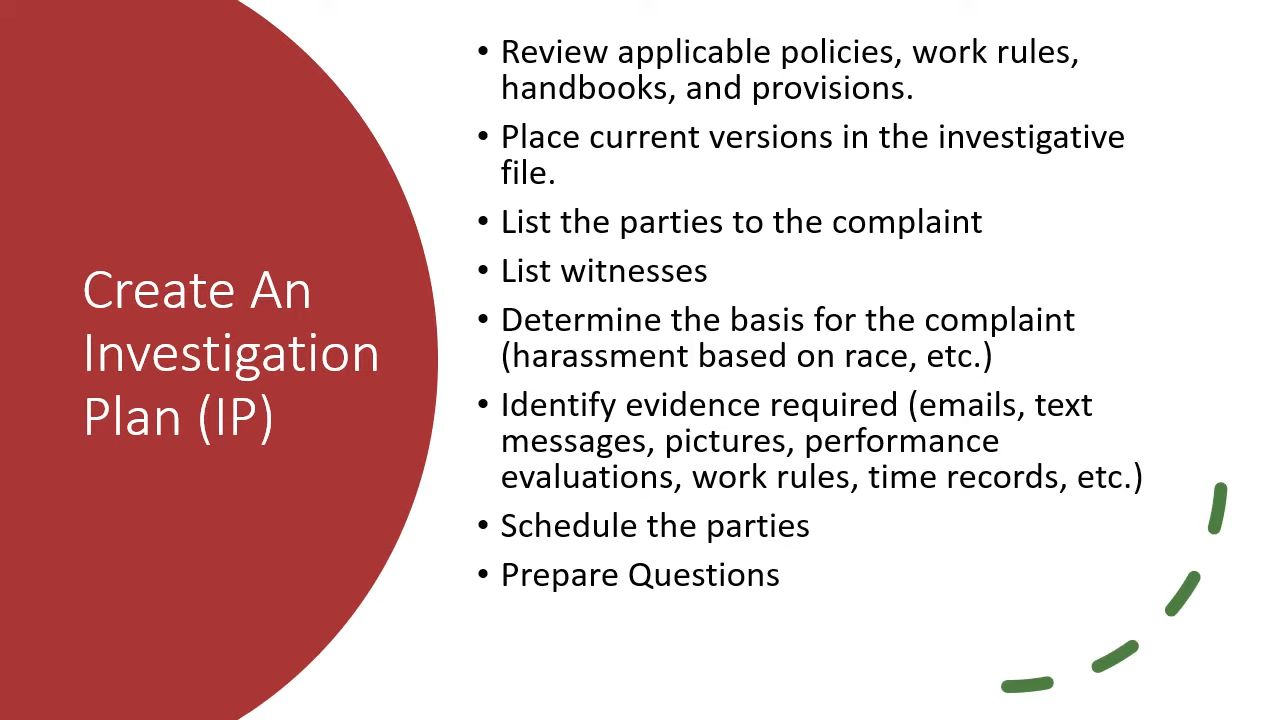 Create An
Investigation
Plan (IP)
• Review applicable policies, work rules,
handbooks, and provisions.
• Place current versions in the investigative
file.
• List the parties to the complaint
• List witnesses
• Determine the basis for the complaint
(harassment based on race, etc.)
• Identify evidence required (emails, text
messages, pictures, performance
evaluations, work rules, time records, etc.)
• Schedule the parties
• Prepare Questions